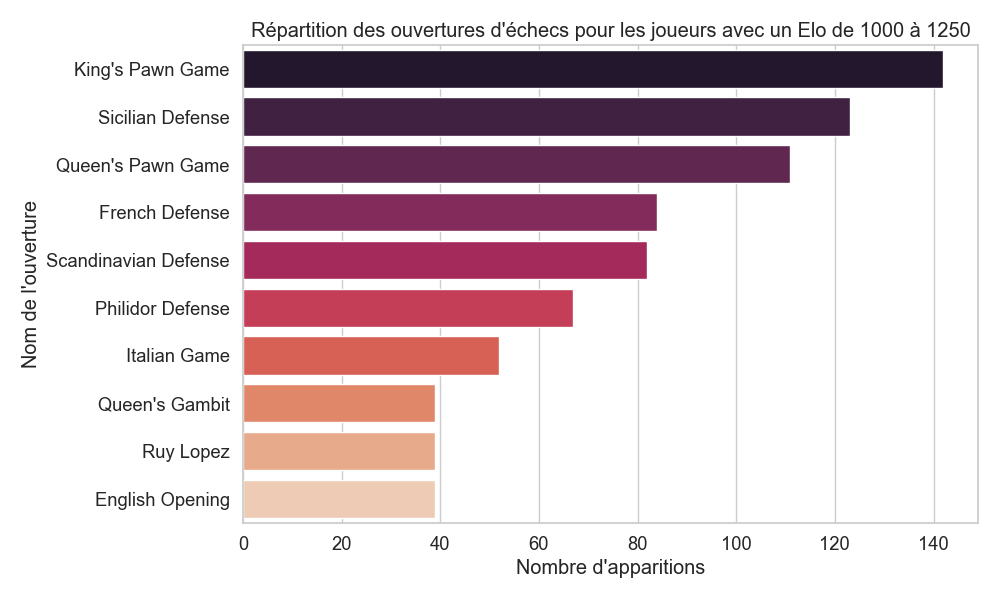 Répartition des ouvertures d'échecs pour les joueurs avec un Elo de 1000 à 1250
Nom de l'ouverture
King's Pawn Game
Sicilian Defense
Queen's Pawn Game
French Defense
Scandinavian Defense
Philidor Defense
Italian Game
Queen's Gambit
Ruy Lopez
English Opening
0 20 40 60 80 100 120 140
Nombre d'apparitions